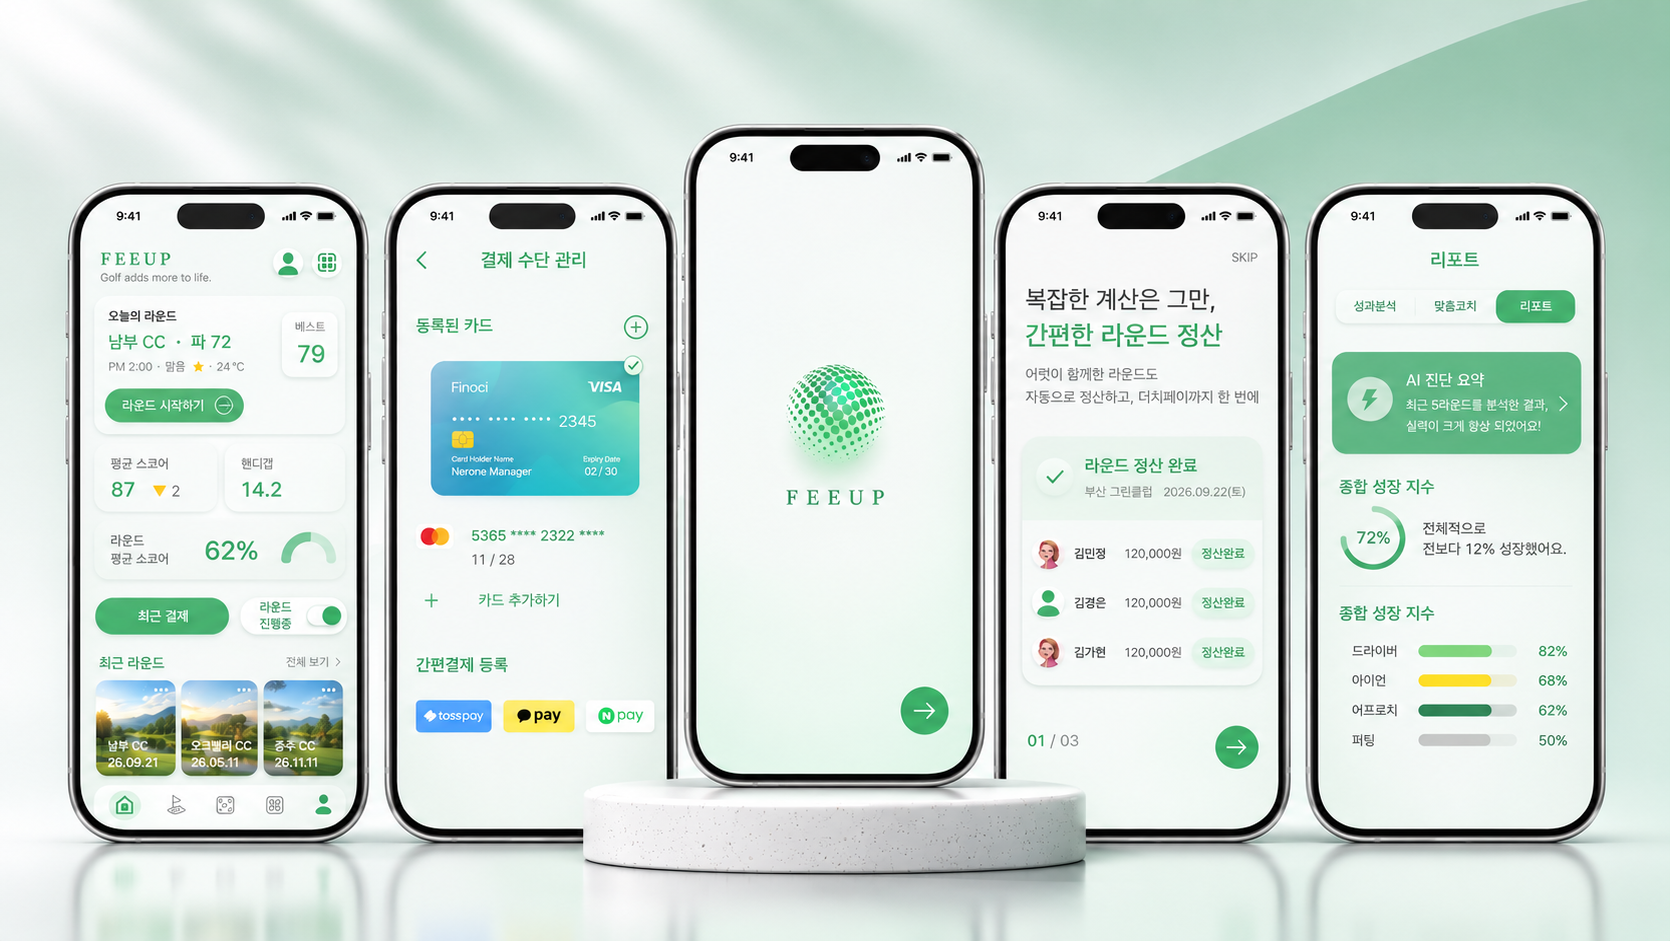 9:41
FEEUP
Golf adds more to life.
오늘의 라운드
남부 CC · 파 72
PM 2:00 · 맑음 · 24℃
베스트
79
라운드 시작하기
평균 스코어
87 ▼ 2
핸디캡
14.2
라운드
평균 스코어
62%
최근 결제
라운드
진행중
최근 라운드
전체 보기 >
남부 CC
26.09.21
오크밸리 CC
26.05.11
중주 CC
26.11.11
9:41
결제 수단 관리
동록된 카드
Finoci
VISA
•••• •••• •••• 2345
Card Holder Name
Nerone Manager
Expiry Date
02 / 30
5365 **** 2322 ****
11 / 28
+ 카드 추가하기
간편결제 등록
tosspay
pay
N pay
9:41
FEEUP
9:41
SKIP
복잡한 계산은 그만,
간편한 라운드 정산
어럿이 함께한 라운드도
자동으로 정산하고, 더치페이까지 한 번에
라운드 정산 완료
부산 그린클럽 2026.09.22(토)
김민정 120,000원 정산완료
김경은 120,000원 정산완료
김가현 120,000원 정산완료
01 / 03
9:41
리포트
성과분석
맞춤코치
리포트
AI 진단 요약
최근 5라운드를 분석한 결과,
실력이 크게 향상 되었어요!
종합 성장 지수
72%
전체적으로
전보다 12% 성장했어요.
종합 성장 지수
드라이버 82%
아이언 68%
어프로치 62%
퍼팅 50%